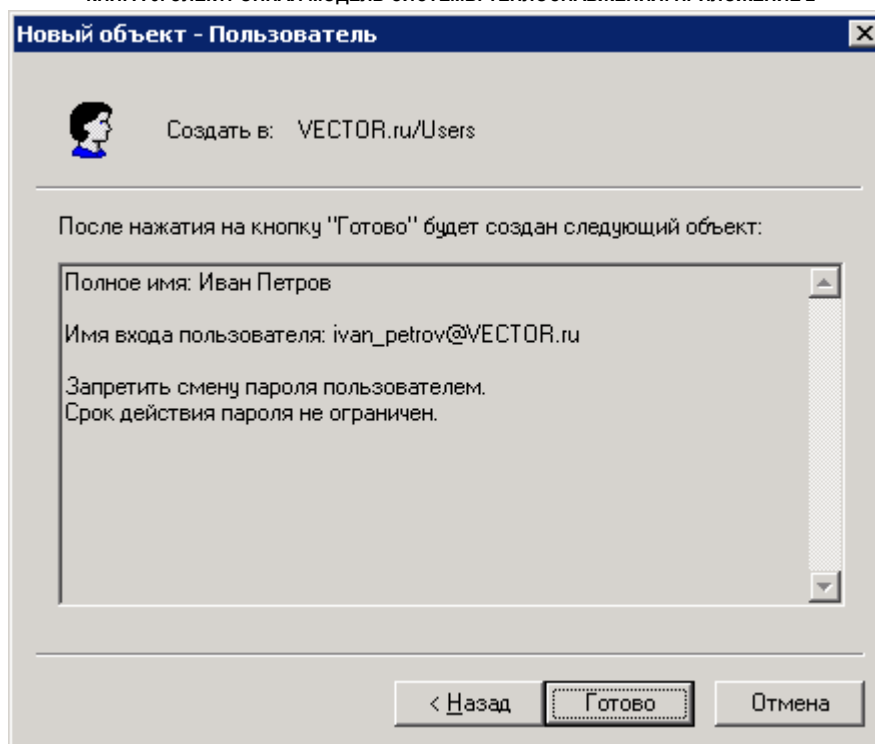 Новый объект - Пользователь
Создать в: VECTOR.ru/Users
После нажатия на кнопку "Готово" будет создан следующий объект:
Полное имя: Иван Петров
Имя входа пользователя: ivan_petrov@VECTOR.ru
Запретить смену пароля пользователем.
Срок действия пароля не ограничен.
< Назад
Готово
Отмена